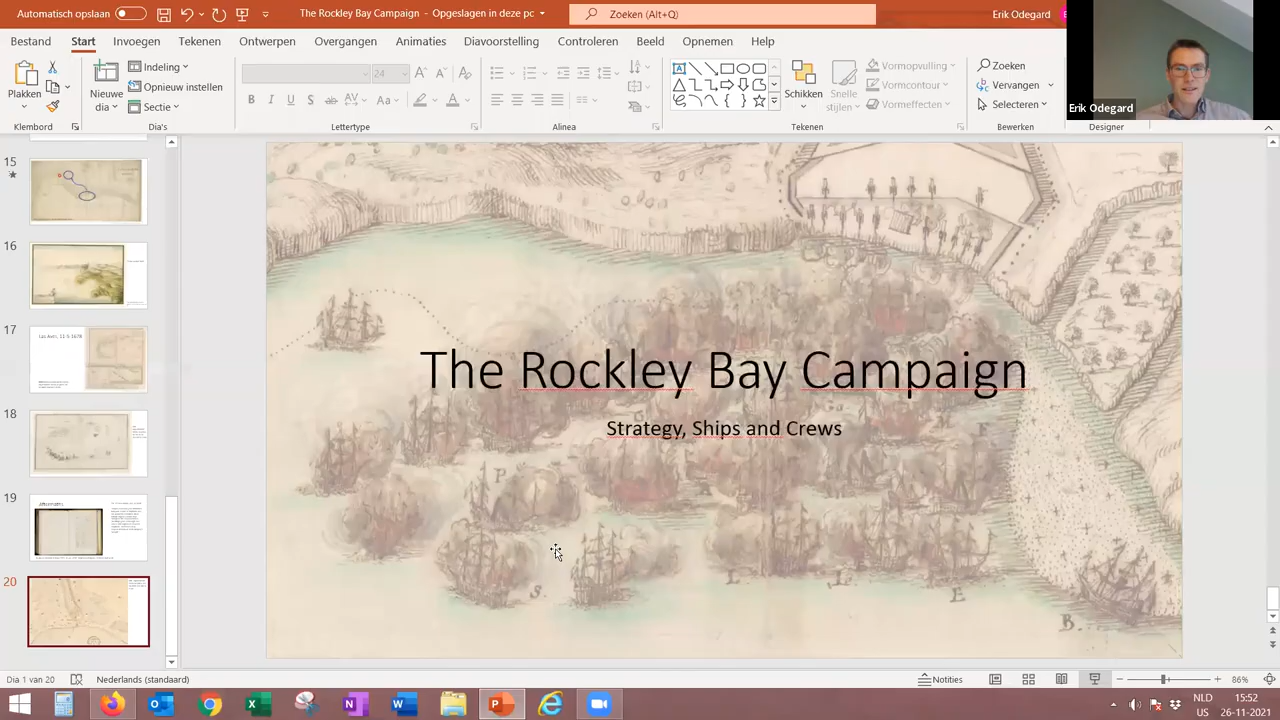 Automatisch opslaan
The Rockley Bay Campaign - Opgeslagen in deze pc
Zoeken (Alt+Q)
Erik Odegard
Bestand Start Invoegen Tekenen Ontwerpen Overgangen Animaties Diavoorstelling Controleren Beeld Opnemen Help
Plakken
Nieuwe dia
Indeling
Opnieuw instellen
Sectie
24
Aa
Schikken
Snelle stijlen
Vormopvulling
Vormcontour
Vormeffecten
Zoeken
Vervangen
Selecteren
Erik Odegard
Klembord Dia's Lettertype Alinea Tekenen Bewerken Designer
15
16
17
18
19
20
The Rockley Bay Campaign
Strategy, Ships and Crews
P
S.
E
B.
Dia 1 van 20
Nederlands (standaard)
Notities
86%
NLD
US
15:52
26-11-2021